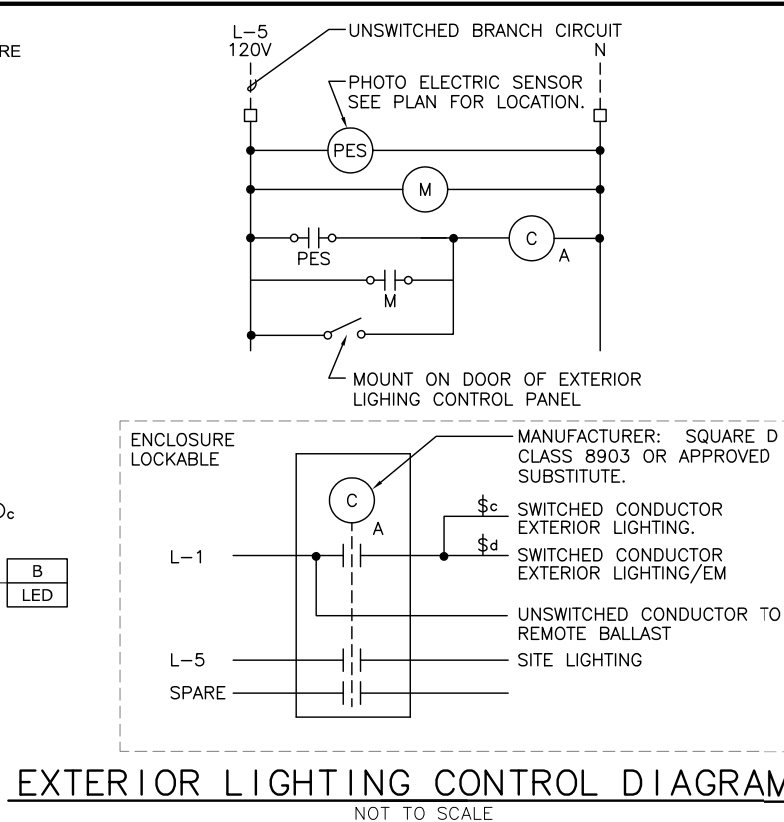 RE
L-5
120V
UNSWITCHED BRANCH CIRCUIT
N
PHOTO ELECTRIC SENSOR
SEE PLAN FOR LOCATION.
PES
M
C
A
PES
M
MOUNT ON DOOR OF EXTERIOR
LIGHING CONTROL PANEL
ENCLOSURE
LOCKABLE
MANUFACTURER: SQUARE D
CLASS 8903 OR APPROVED
SUBSTITUTE.
C
A
$c SWITCHED CONDUCTOR
EXTERIOR LIGHTING.
L-1
$d SWITCHED CONDUCTOR
EXTERIOR LIGHTING/EM
UNSWITCHED CONDUCTOR TO
REMOTE BALLAST
L-5
SITE LIGHTING
SPARE
c
B
LED
EXTERIOR LIGHTING CONTROL DIAGRAM
NOT TO SCALE